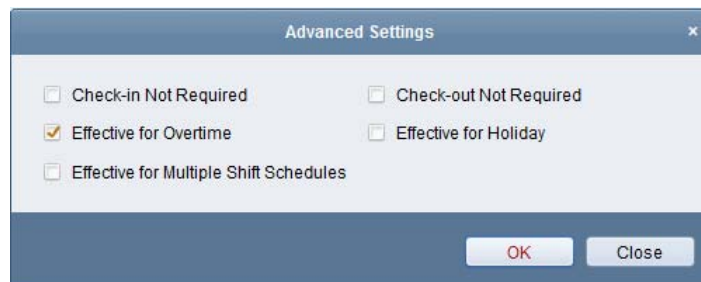 Advanced Settings ×
Check-in Not Required Check-out Not Required
Effective for Overtime Effective for Holiday
Effective for Multiple Shift Schedules
OK Close